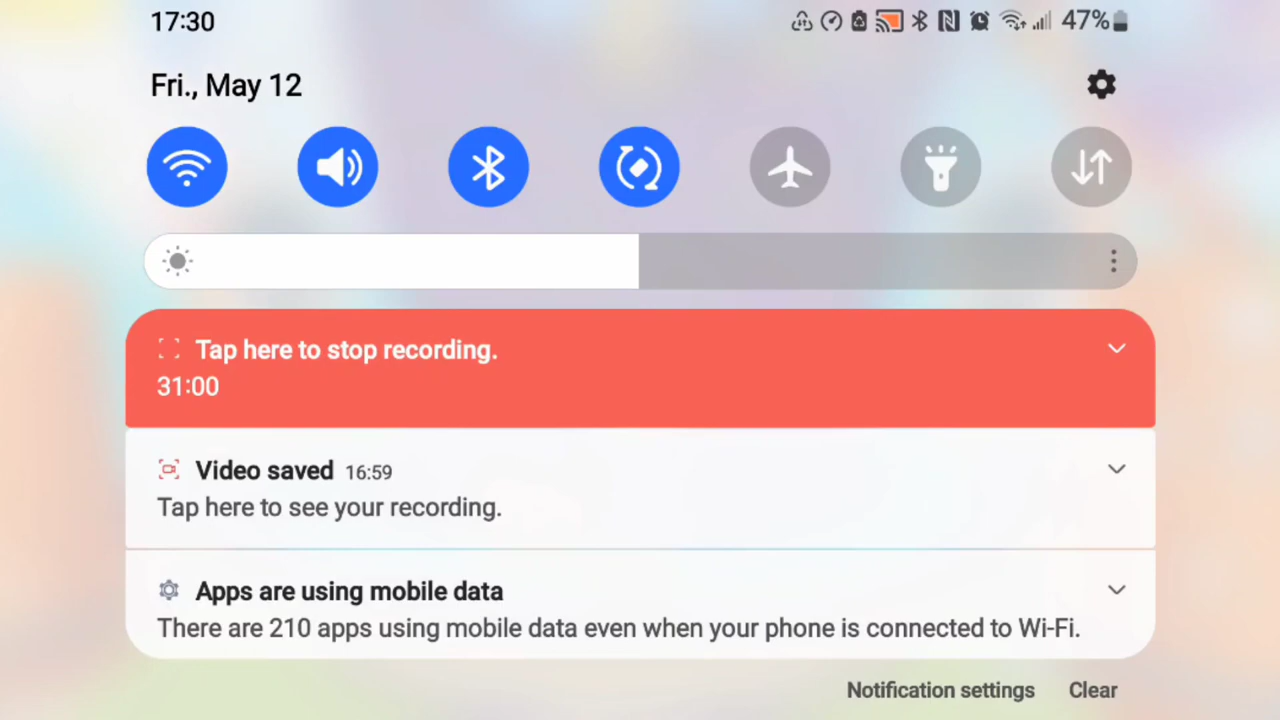 17:30
47%
Fri., May 12
Tap here to stop recording.
31:00
Video saved 16:59
Tap here to see your recording.
Apps are using mobile data
There are 210 apps using mobile data even when your phone is connected to Wi-Fi.
Notification settings Clear